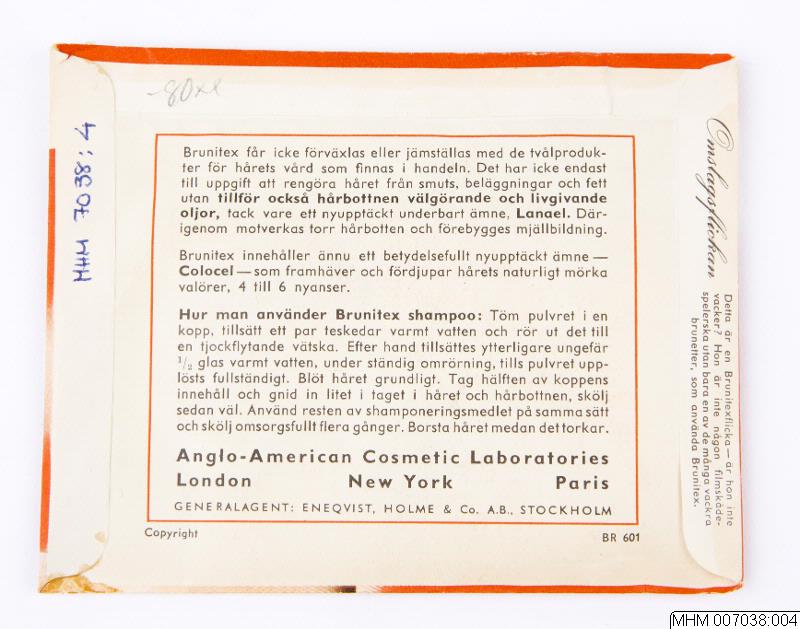 -80xx
MHM 7038:4
Brunitex får icke förväxlas eller jämställas med de tvålproduk-
ter för hårets vård som finnas i handeln. Det har icke endast
till uppgift att rengöra håret från smuts, beläggningar och fett
utan tillför också hårbottnen välgörande och livgivande
oljor, tack vare ett nyupptäckt underbart ämne, Lanael. Där-
igenom motverkas torr hårbotten och förebygges mjällbildning.
Brunitex innehåller ännu ett betydelsefullt nyupptäckt ämne —
Colocel — som framhäver och fördjupar hårets naturligt mörka
valörer, 4 till 6 nyanser.
Hur man använder Brunitex shampoo: Töm pulvret i en
kopp, tillsätt ett par teskedar varmt vatten och rör ut det till
en tjockflytande vätska. Efter hand tillsättes ytterligare ungefär
1/2 glas varmt vatten, under ständig omrörning, tills pulvret upp-
lösts fullständigt. Blöt håret grundligt. Tag hälften av koppens
innehåll och gnid in litet i taget i håret och hårbottnen, skölj
sedan väl. Använd resten av shamponeringsmedlet på samma sätt
och skölj omsorgsfullt flera gånger. Borsta håret medan det torkar.
Anglo-American Cosmetic Laboratories
London New York Paris
GENERALAGENT: ENEQVIST, HOLME & Co. A.B., STOCKHOLM
Copyright
BR 601
Omslagsflickan
Detta är en Brunitexflicka — är hon inte
vacker? Hon är inte någon filmskåde-
spelerska utan bara en av de många vackra
brunetter, som använda Brunitex.
MHM 007038:004